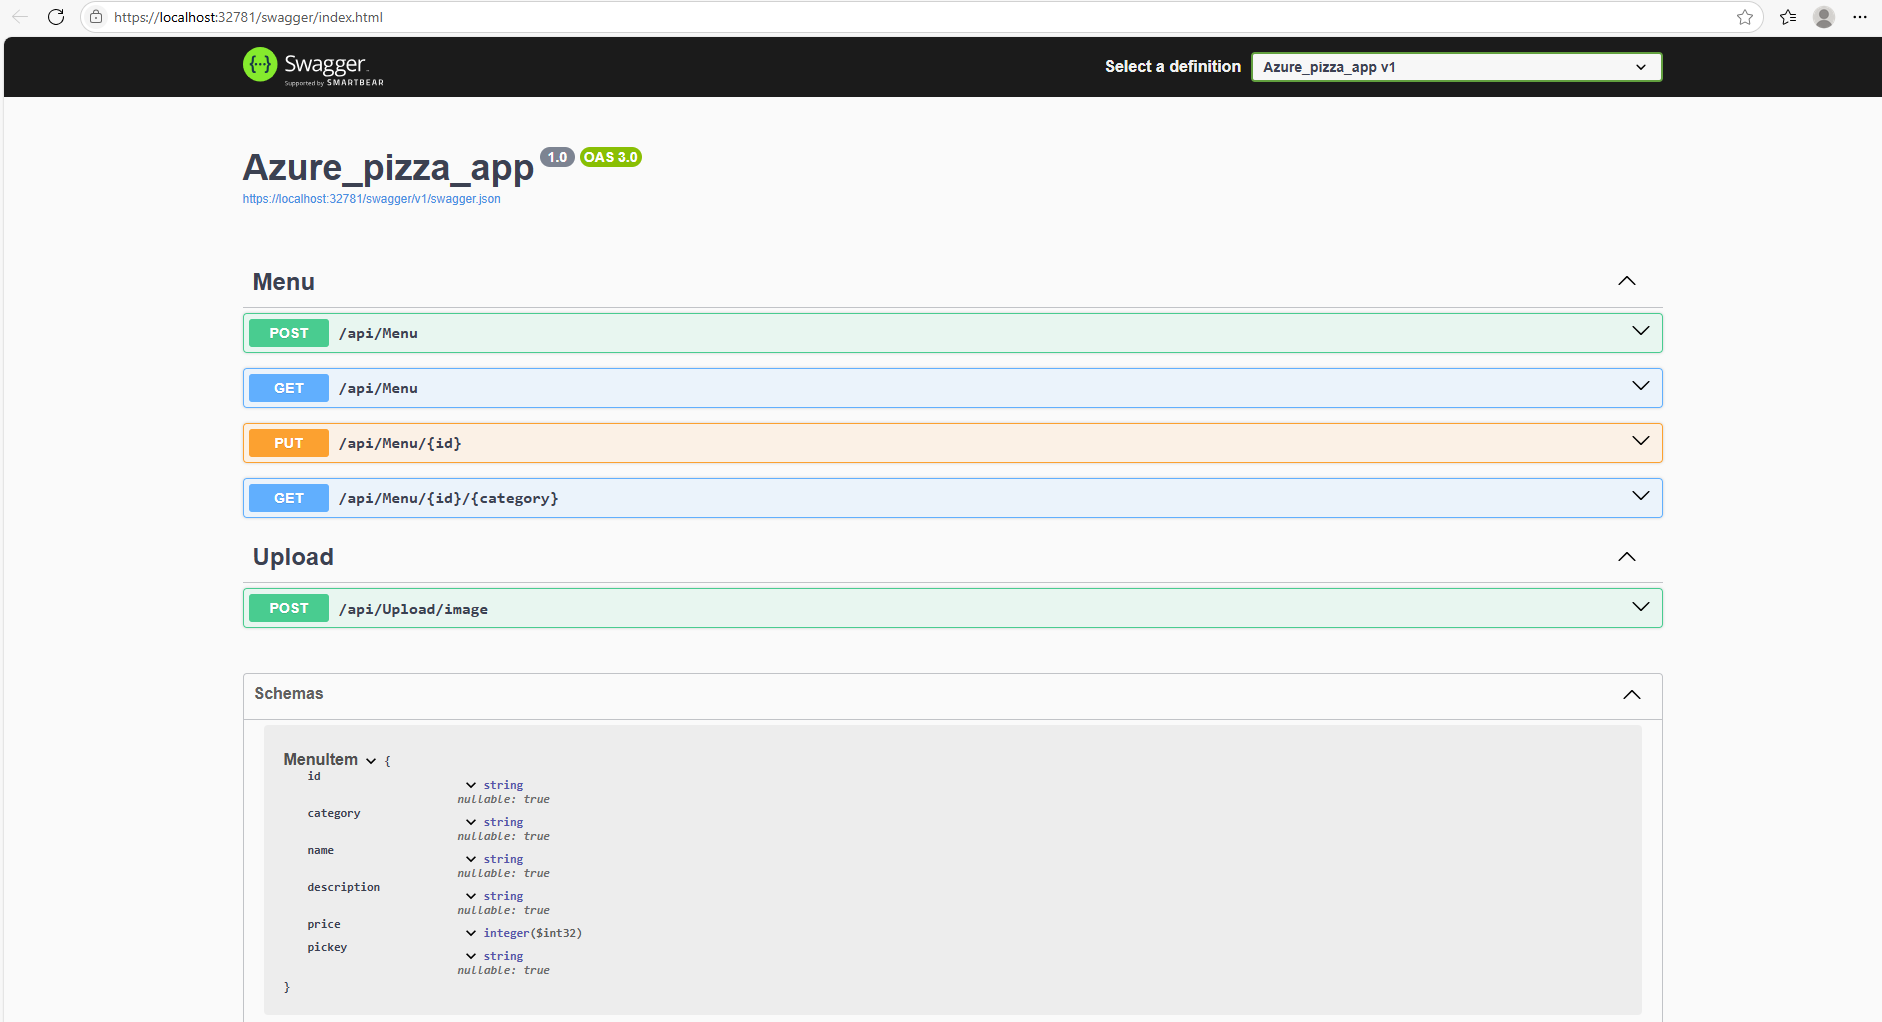 https://localhost:32781/swagger/index.html
Swagger
Supported by SMARTBEAR
Select a definition
Azure_pizza_app v1
Azure_pizza_app 1.0 OAS 3.0
https://localhost:32781/swagger/v1/swagger.json
Menu
POST /api/Menu
GET /api/Menu
PUT /api/Menu/{id}
GET /api/Menu/{id}/{category}
Upload
POST /api/Upload/image
Schemas
MenuItem {
id
string
nullable: true
category
string
nullable: true
name
string
nullable: true
description
string
nullable: true
price
integer($int32)
pickey
string
nullable: true
}